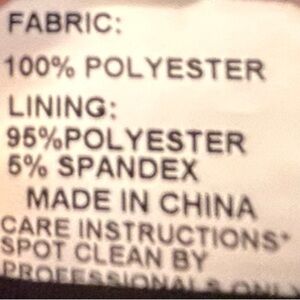 FABRIC:
100% POLYESTER
LINING:
95%POLYESTER
5% SPANDEX
MADE IN CHINA
CARE INSTRUCTIONS*
SPOT CLEAN BY
PROFESSIONALS ONLY